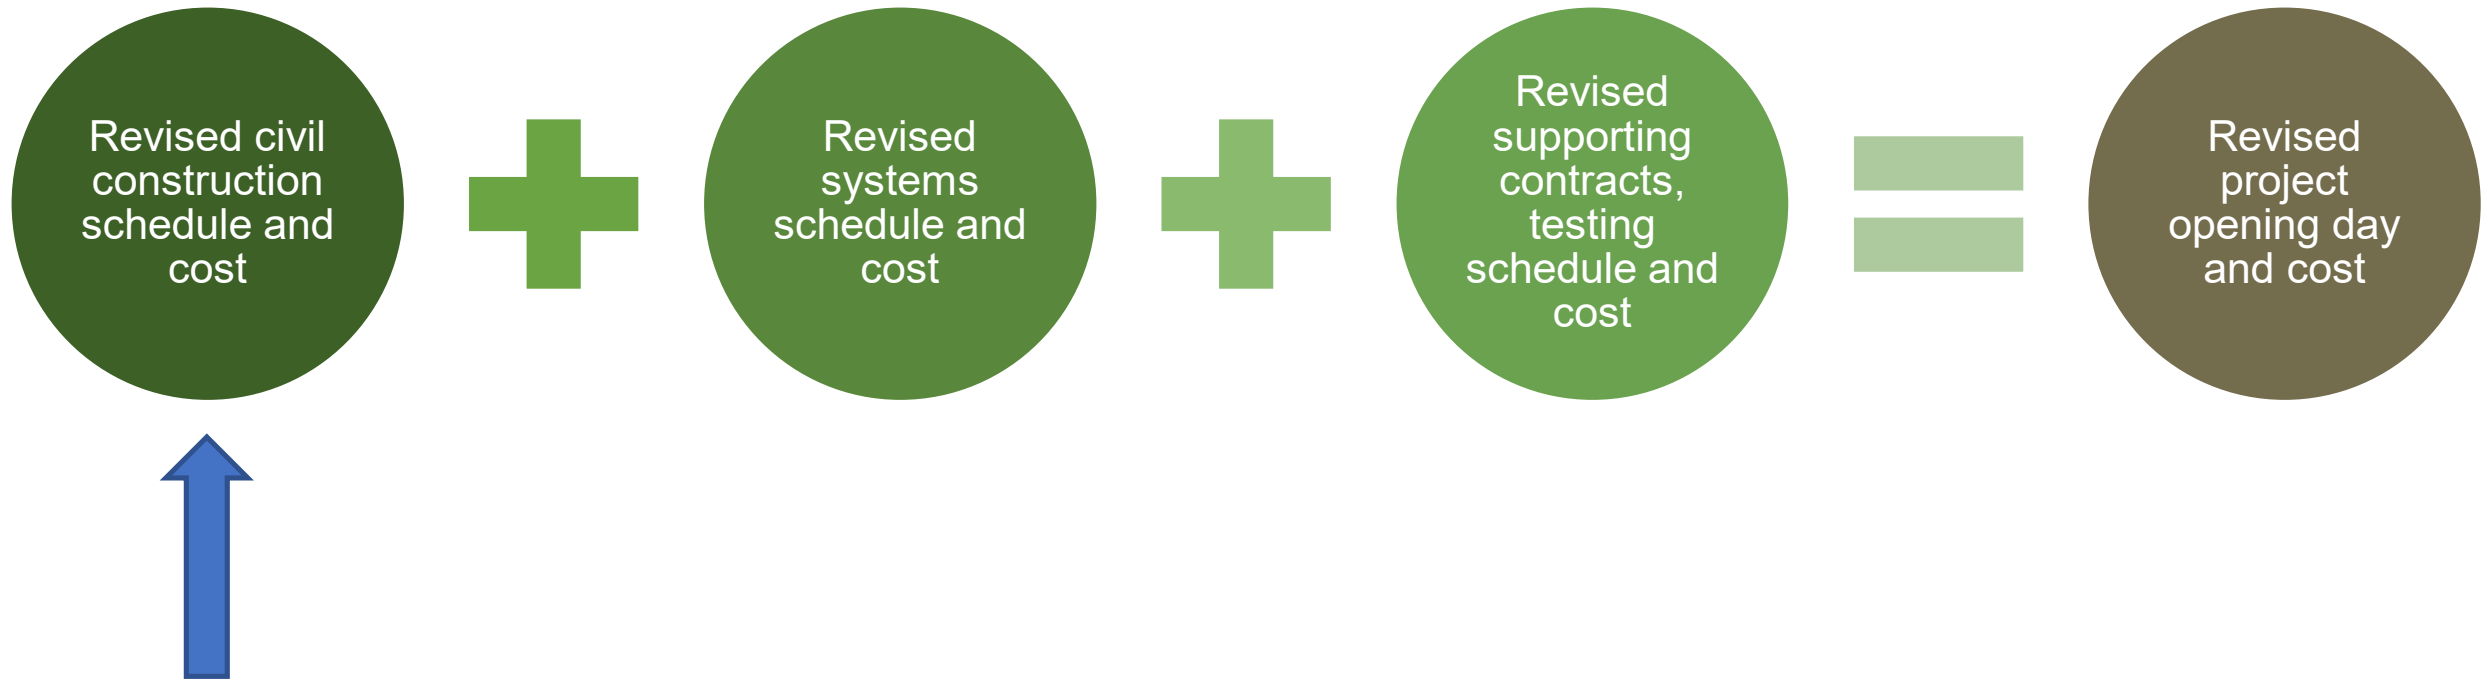 Revised civil
construction
schedule and
cost
Revised
systems
schedule and
cost
Revised
supporting
contracts,
testing
schedule and
cost
Revised
project
opening day
and cost